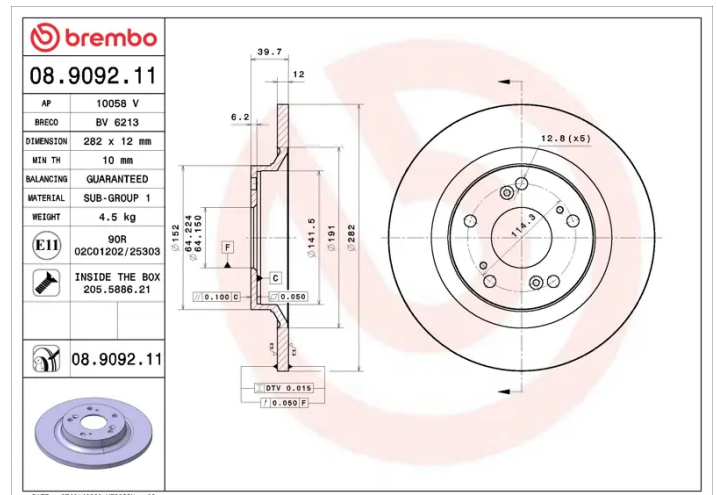 brembo
08.9092.11
AP 10058 V
BRECO BV 6213
DIMENSION 282 x 12 mm
MIN TH 10 mm
BALANCING GUARANTEED
MATERIAL SUB-GROUP 1
WEIGHT 4.5 kg
E11 90R 02C01202/25303
INSIDE THE BOX
205.5886.21
08.9092.11
39.7
12
6.2
Ø152
Ø64.224
Ø64.150
F
C
Ø141.5
Ø191
Ø282
// 0.100 C
0.050
DTV 0.015
0.050 F
12.8(x5)
114.3